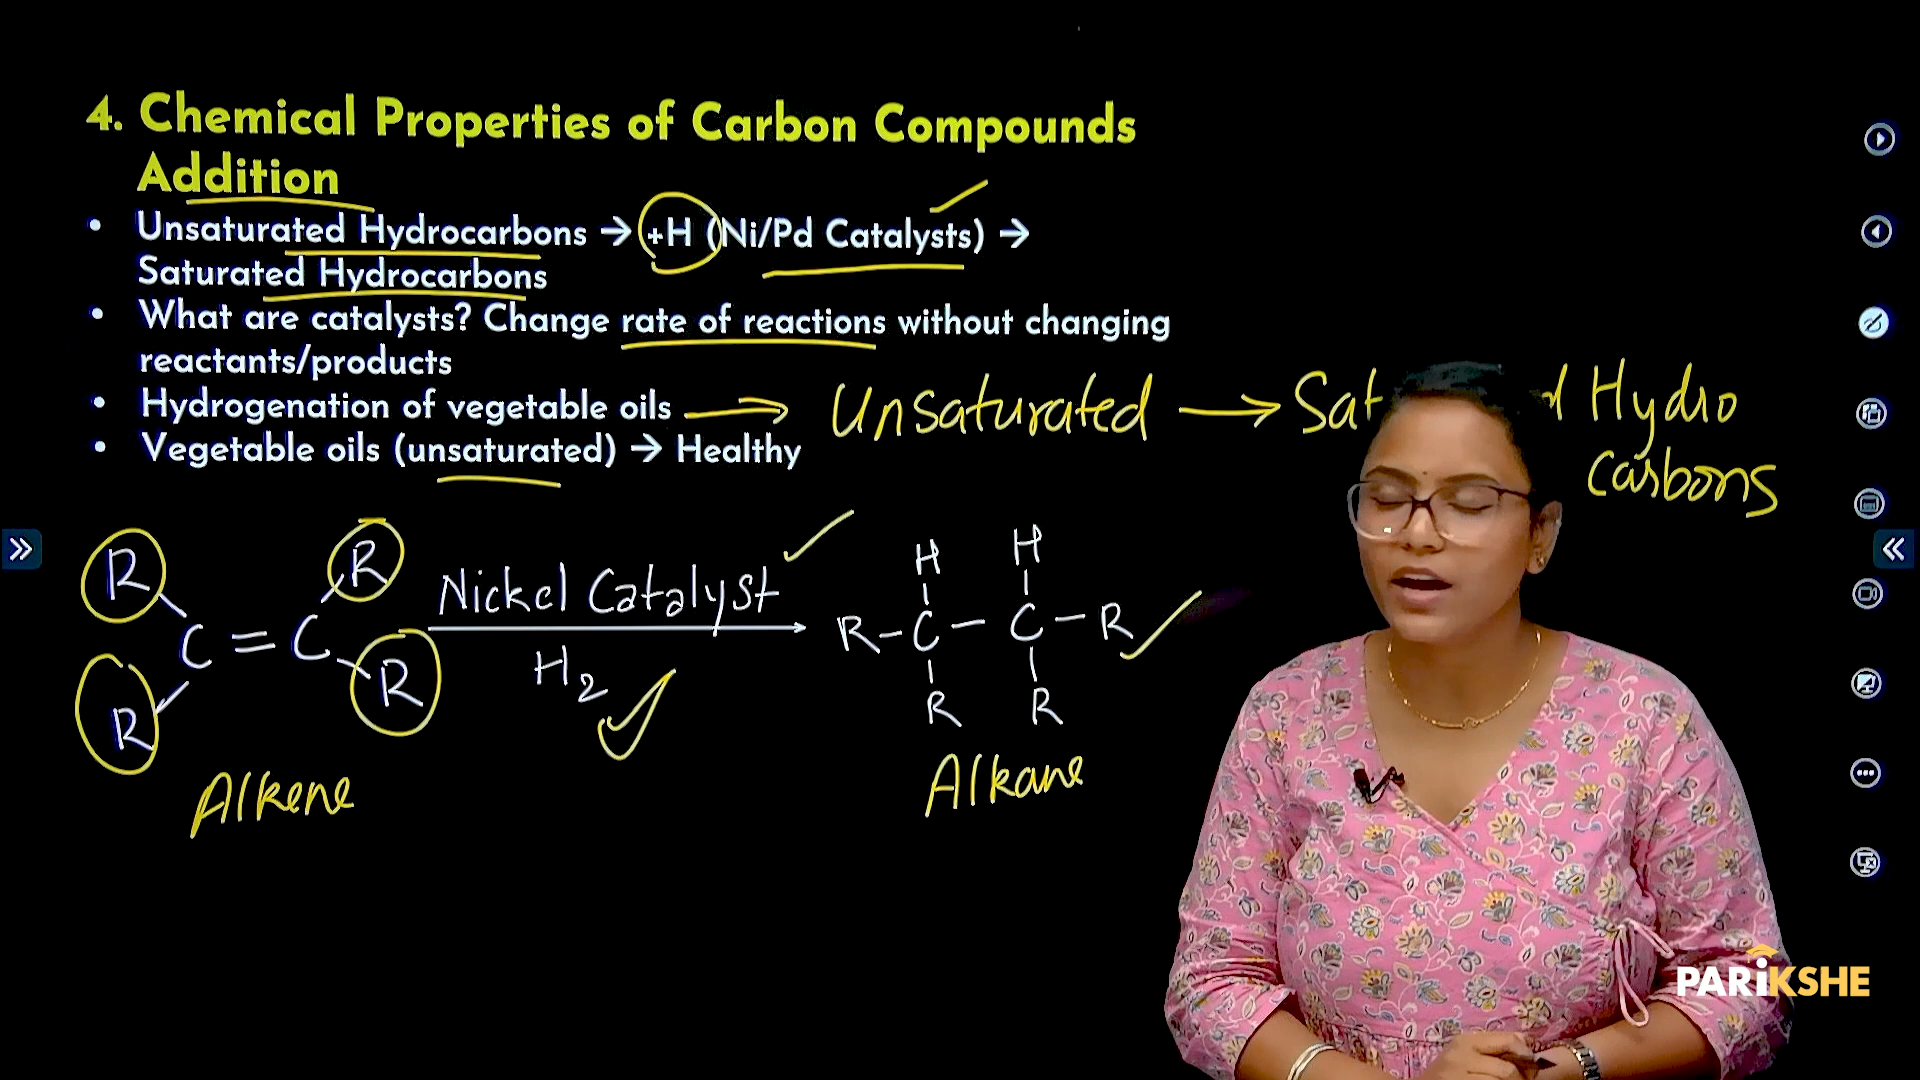 4. Chemical Properties of Carbon Compounds
Addition
• Unsaturated Hydrocarbons → +H (Ni/Pd Catalysts) →
Saturated Hydrocarbons
• What are catalysts? Change rate of reactions without changing
reactants/products
• Hydrogenation of vegetable oils → Unsaturated → Hydro
carbons
• Vegetable oils (unsaturated) → Healthy
R R Nickel Catalyst H H
C = C H2 R - C - C - R
R R R R
Alkene Alkane
PARIKSHE